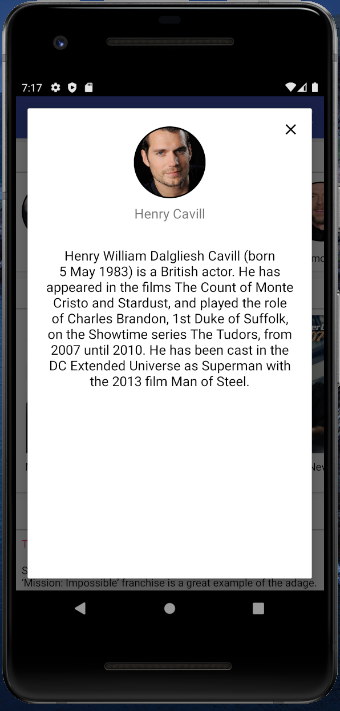 7:17
Henry Cavill
Henry William Dalgliesh Cavill (born
5 May 1983) is a British actor. He has
appeared in the films The Count of Monte
Cristo and Stardust, and played the role
of Charles Brandon, 1st Duke of Suffolk,
on the Showtime series The Tudors, from
2007 until 2010. He has been cast in the
DC Extended Universe as Superman with
the 2013 film Man of Steel.
'Mission: Impossible' franchise is a great example of the adage.